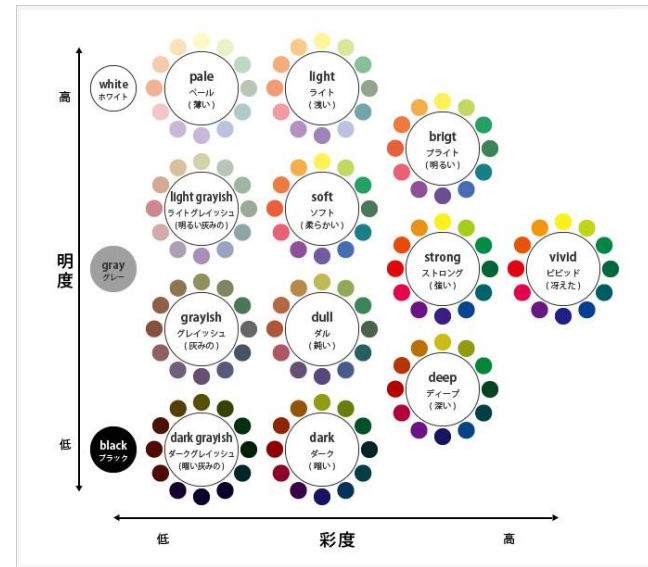 高
white
ホワイト
pale
ペール
(薄い)
light
ライト
(浅い)
brigt
ブライト
(明るい)
light grayish
ライトグレイッシュ
(明るい灰みの)
soft
ソフト
(柔らかい)
明度
gray
グレー
strong
ストロング
(強い)
vivid
ビビッド
(冴えた)
grayish
グレイッシュ
(灰みの)
dull
ダル
(鈍い)
deep
ディープ
(深い)
低
black
ブラック
dark grayish
ダークグレイッシュ
(暗い灰みの)
dark
ダーク
(暗い)
低
彩度
高